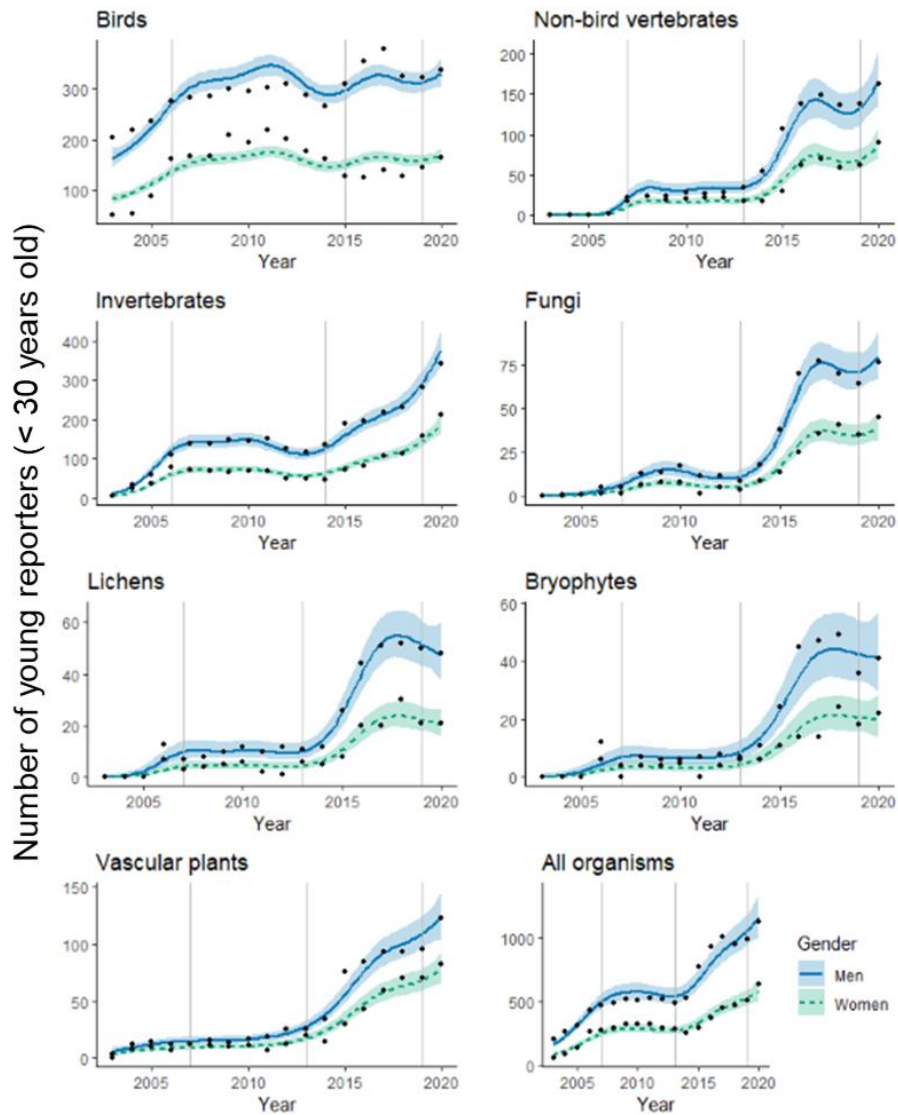 Number of young reporters (< 30 years old)
Birds
300
200
100
2005 2010 2015 2020
Year
Non-bird vertebrates
200
150
100
50
0
2005 2010 2015 2020
Year
Invertebrates
400
300
200
100
0
2005 2010 2015 2020
Year
Fungi
75
50
25
0
2005 2010 2015 2020
Year
Lichens
60
40
20
0
2005 2010 2015 2020
Year
Bryophytes
60
40
20
0
2005 2010 2015 2020
Year
Vascular plants
150
100
50
0
2005 2010 2015 2020
Year
All organisms
1000
500
0
2005 2010 2015 2020
Year
Gender
Men
Women